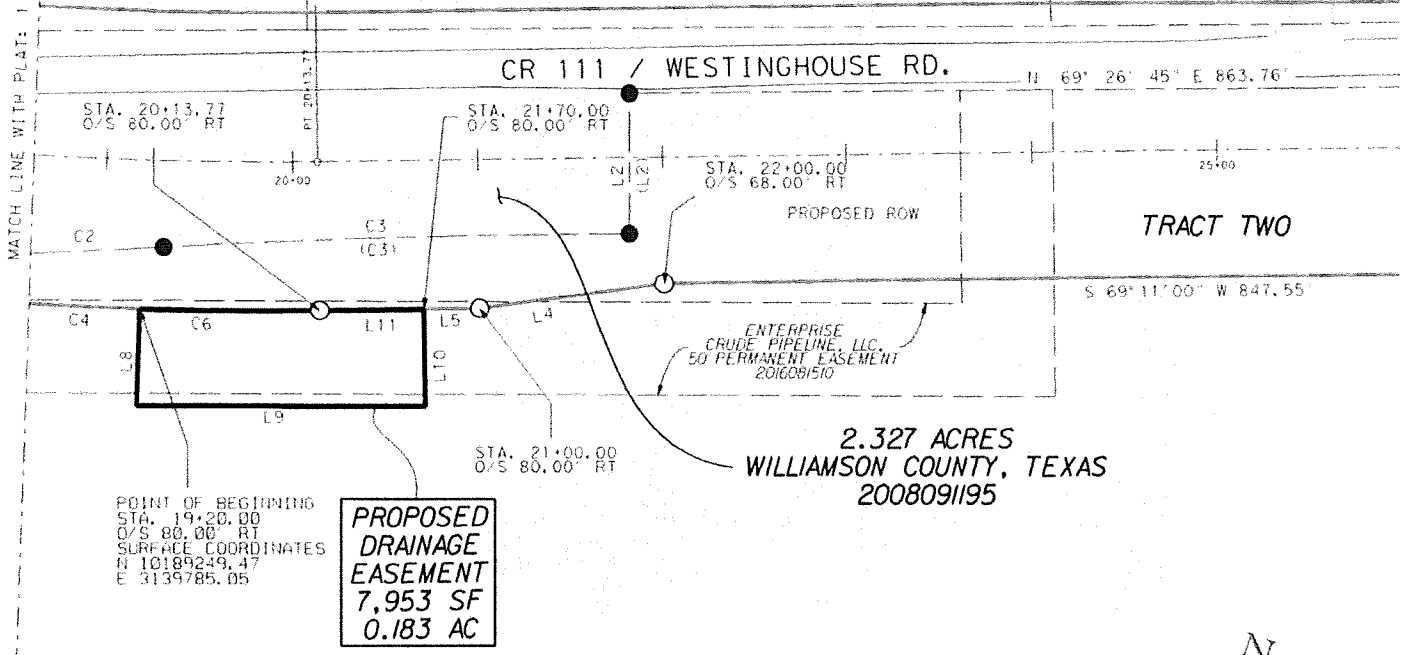 MATCH LINE WITH PLAT: 1
PT 20+13.77
CR 111 / WESTINGHOUSE RD.
N 69° 26' 45" E 863.76'
STA. 20+13.77
O/S 80.00' RT
STA. 21+70.00
O/S 80.00' RT
20+00
L2
(L2)
STA. 22+00.00
O/S 68.00' RT
25+00
PROPOSED ROW
TRACT TWO
C2
C3
(C3)
S 69°11'00" W 847.55'
C4
C6
L11
L5
L4
L8
L10
L9
ENTERPRISE
CRUDE PIPELINE, LLC.
50' PERMANENT EASEMENT
2016081510
STA. 21+00.00
O/S 80.00' RT
2.327 ACRES
WILLIAMSON COUNTY, TEXAS
2008091195
POINT OF BEGINNING
STA. 19+20.00
O/S 80.00' RT
SURFACE COORDINATES
N 10189249.47
E 3139785.05
PROPOSED
DRAINAGE
EASEMENT
7,953 SF
0.183 AC
N